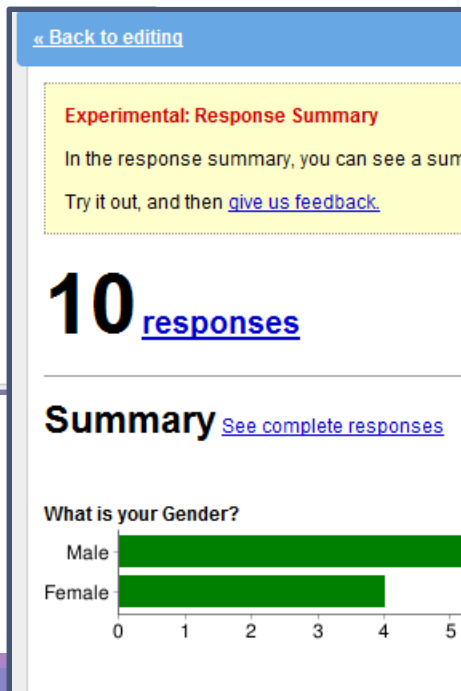 « Back to editing
Experimental: Response Summary
In the response summary, you can see a sum
Try it out, and then give us feedback.
10 responses
Summary See complete responses
What is your Gender?
Male
Female
0 1 2 3 4 5